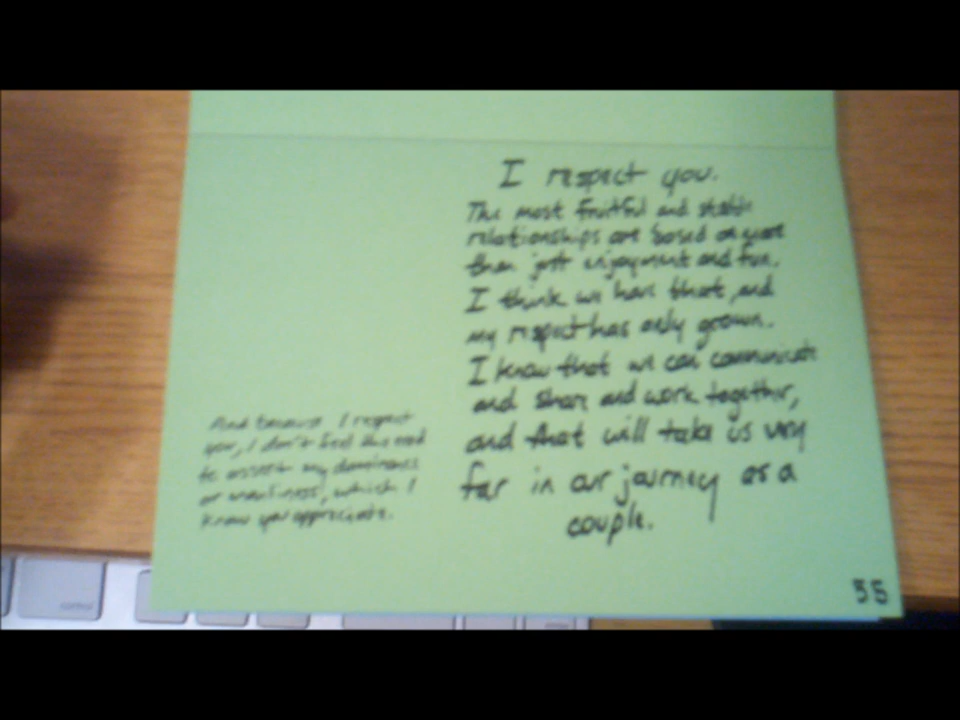 I respect you.
The most fruitful and stable
relationships are based on more
than just enjoyment and fun.
I think we have that, and
my respect has only grown.
I know that we can communicate
and share and work together,
and that will take us very
far in our journey as a
couple.
And because I respect
you, I don't feel the need
to assert my dominance
or manliness, which I
know you appreciate.
35
control